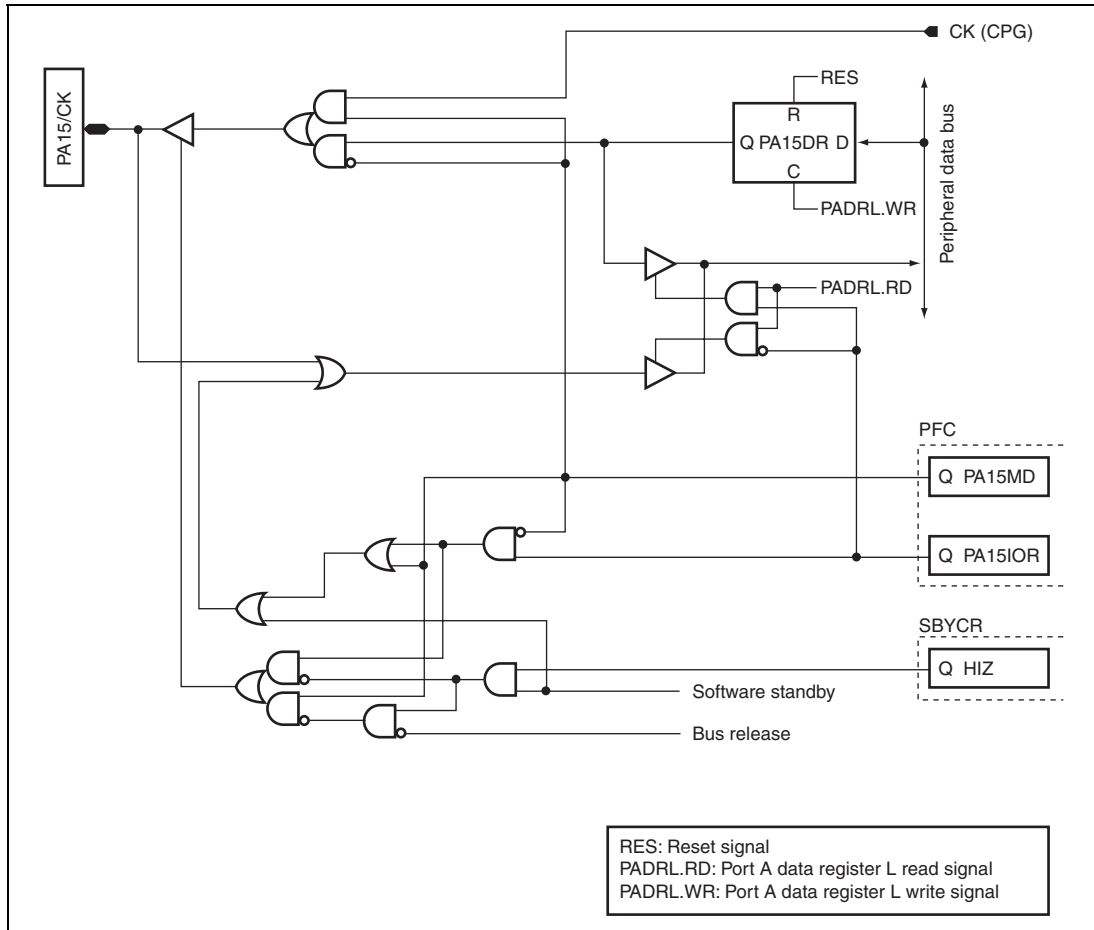 CK (CPG)
PA15/CK
RES
R
Q PA15DR D
C
PADRL.WR
Peripheral data bus
PADRL.RD
PFC
Q PA15MD
Q PA15IOR
SBYCR
Q HIZ
Software standby
Bus release
RES: Reset signal
PADRL.RD: Port A data register L read signal
PADRL.WR: Port A data register L write signal